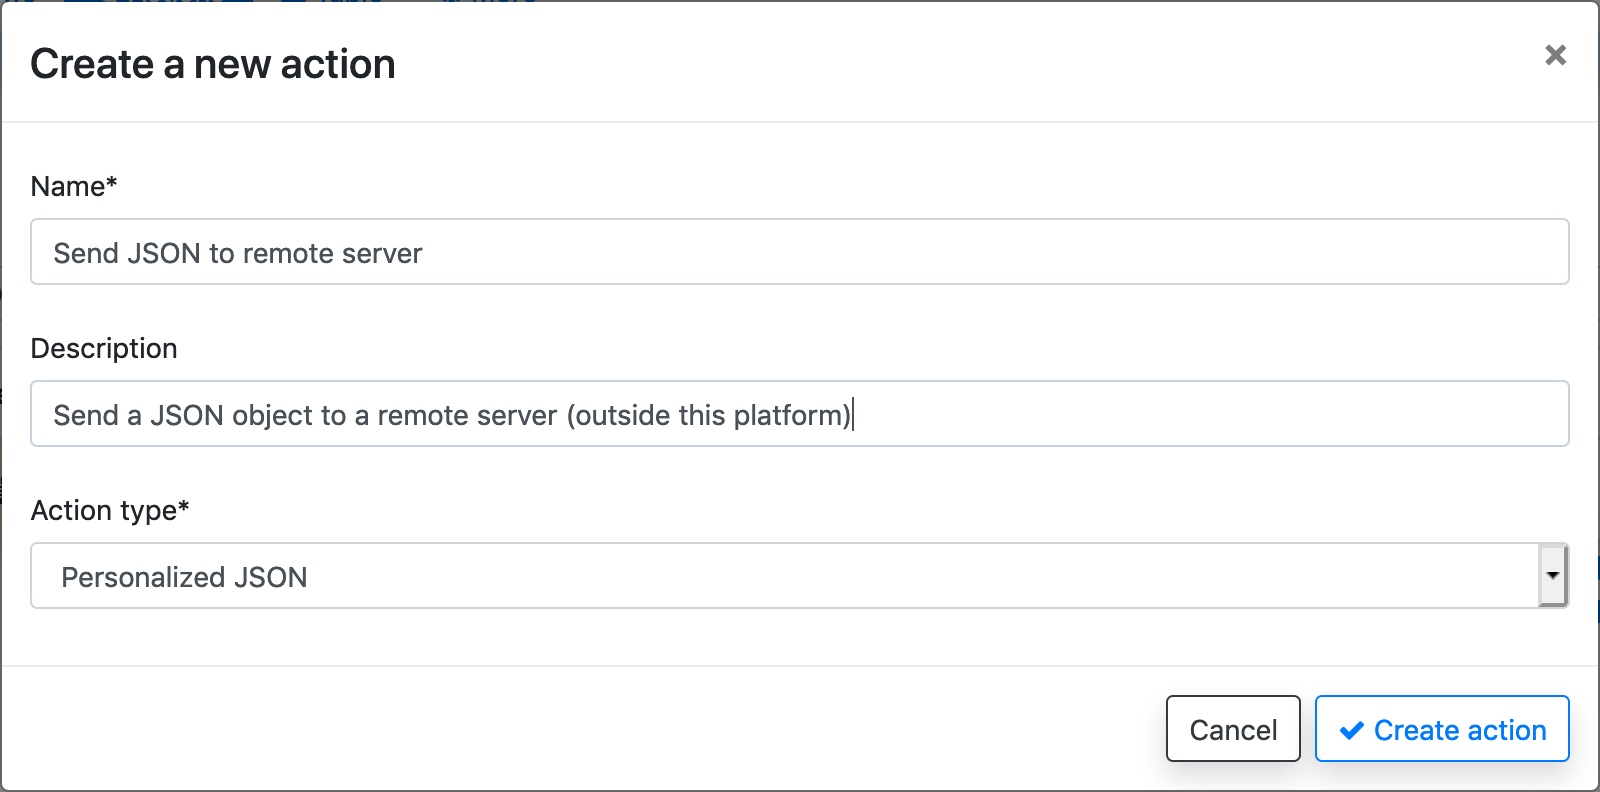 Create a new action
×
Name*
Send JSON to remote server
Description
Send a JSON object to a remote server (outside this platform)
Action type*
Personalized JSON
Cancel
Create action